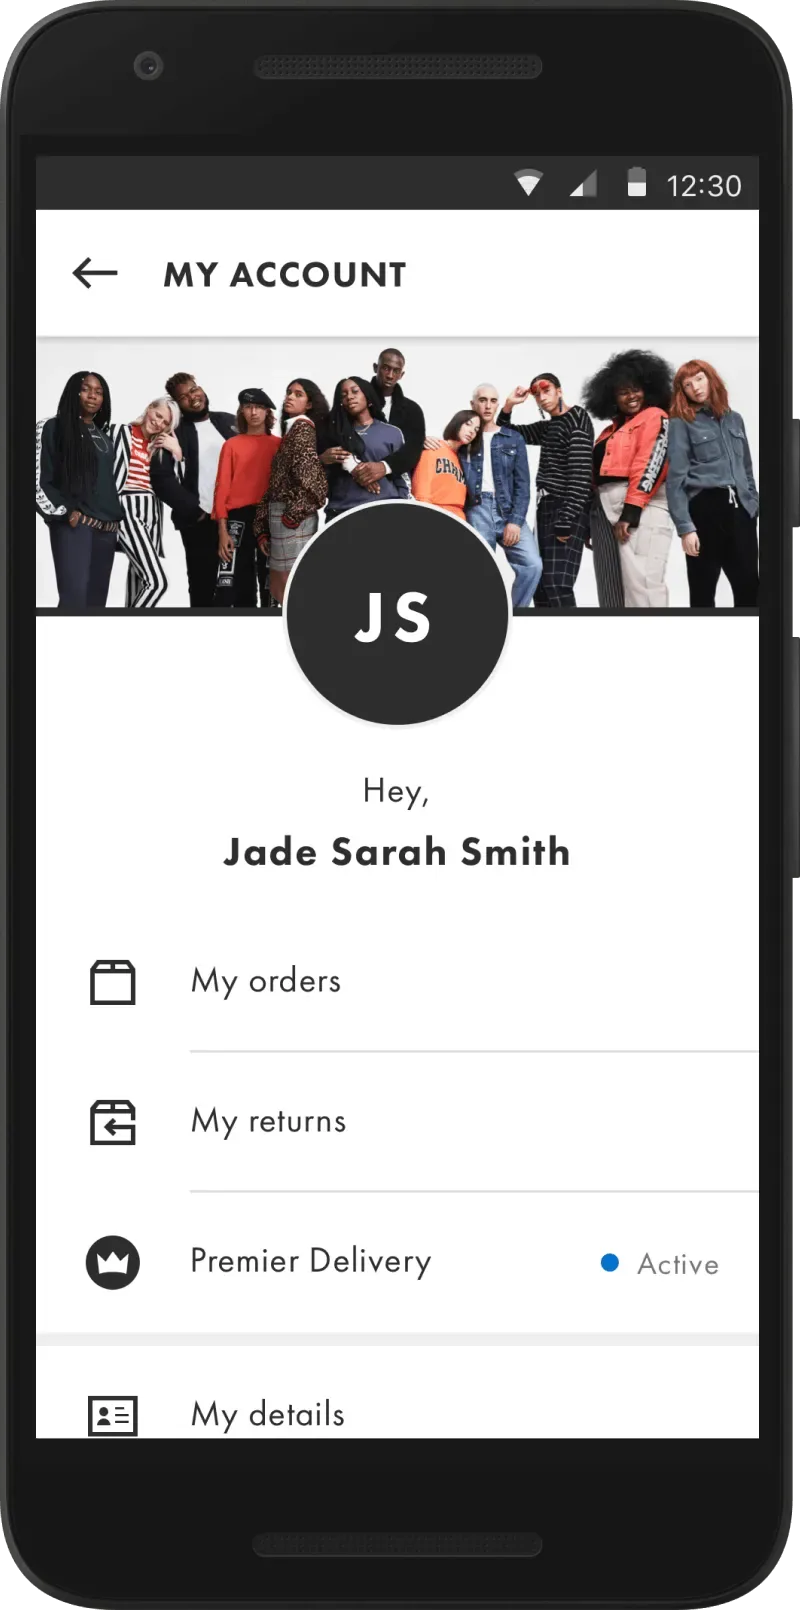 12:30
MY ACCOUNT
JS
Hey,
Jade Sarah Smith
My orders
My returns
Premier Delivery
Active
My details